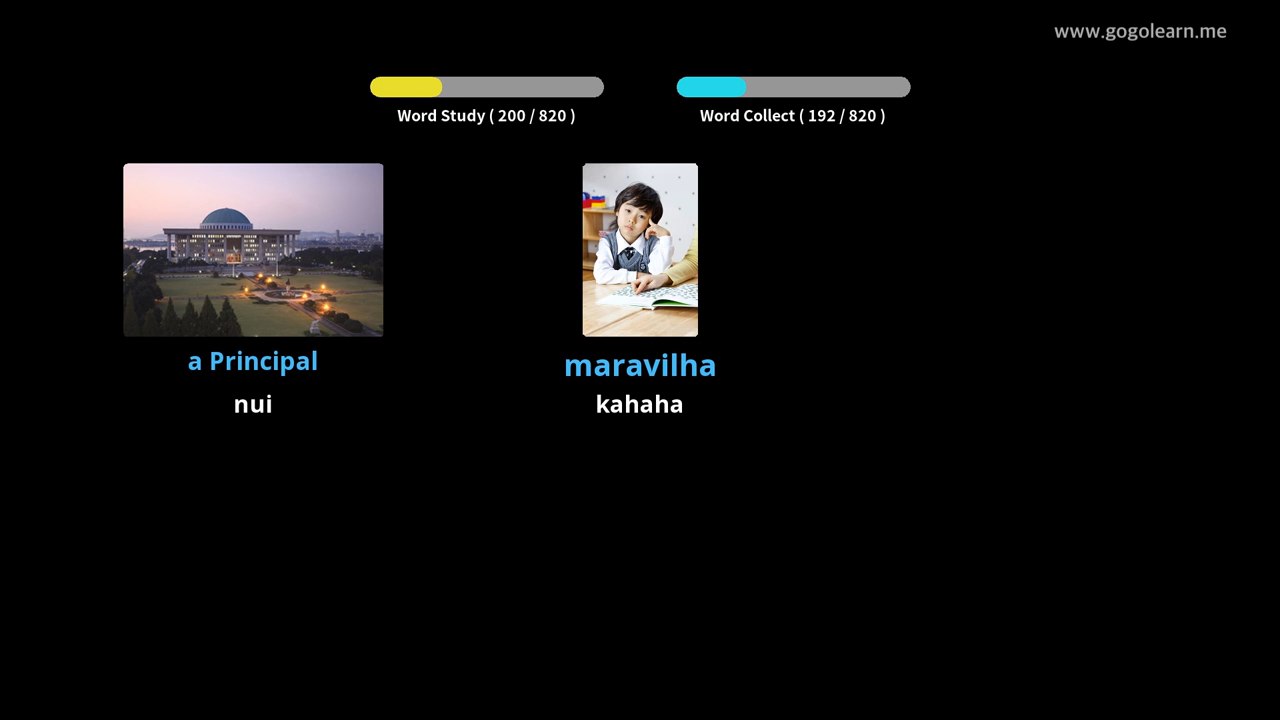 www.gogolearn.me
Word Study ( 200 / 820 )
Word Collect ( 192 / 820 )
a Principal
nui
maravilha
kahaha